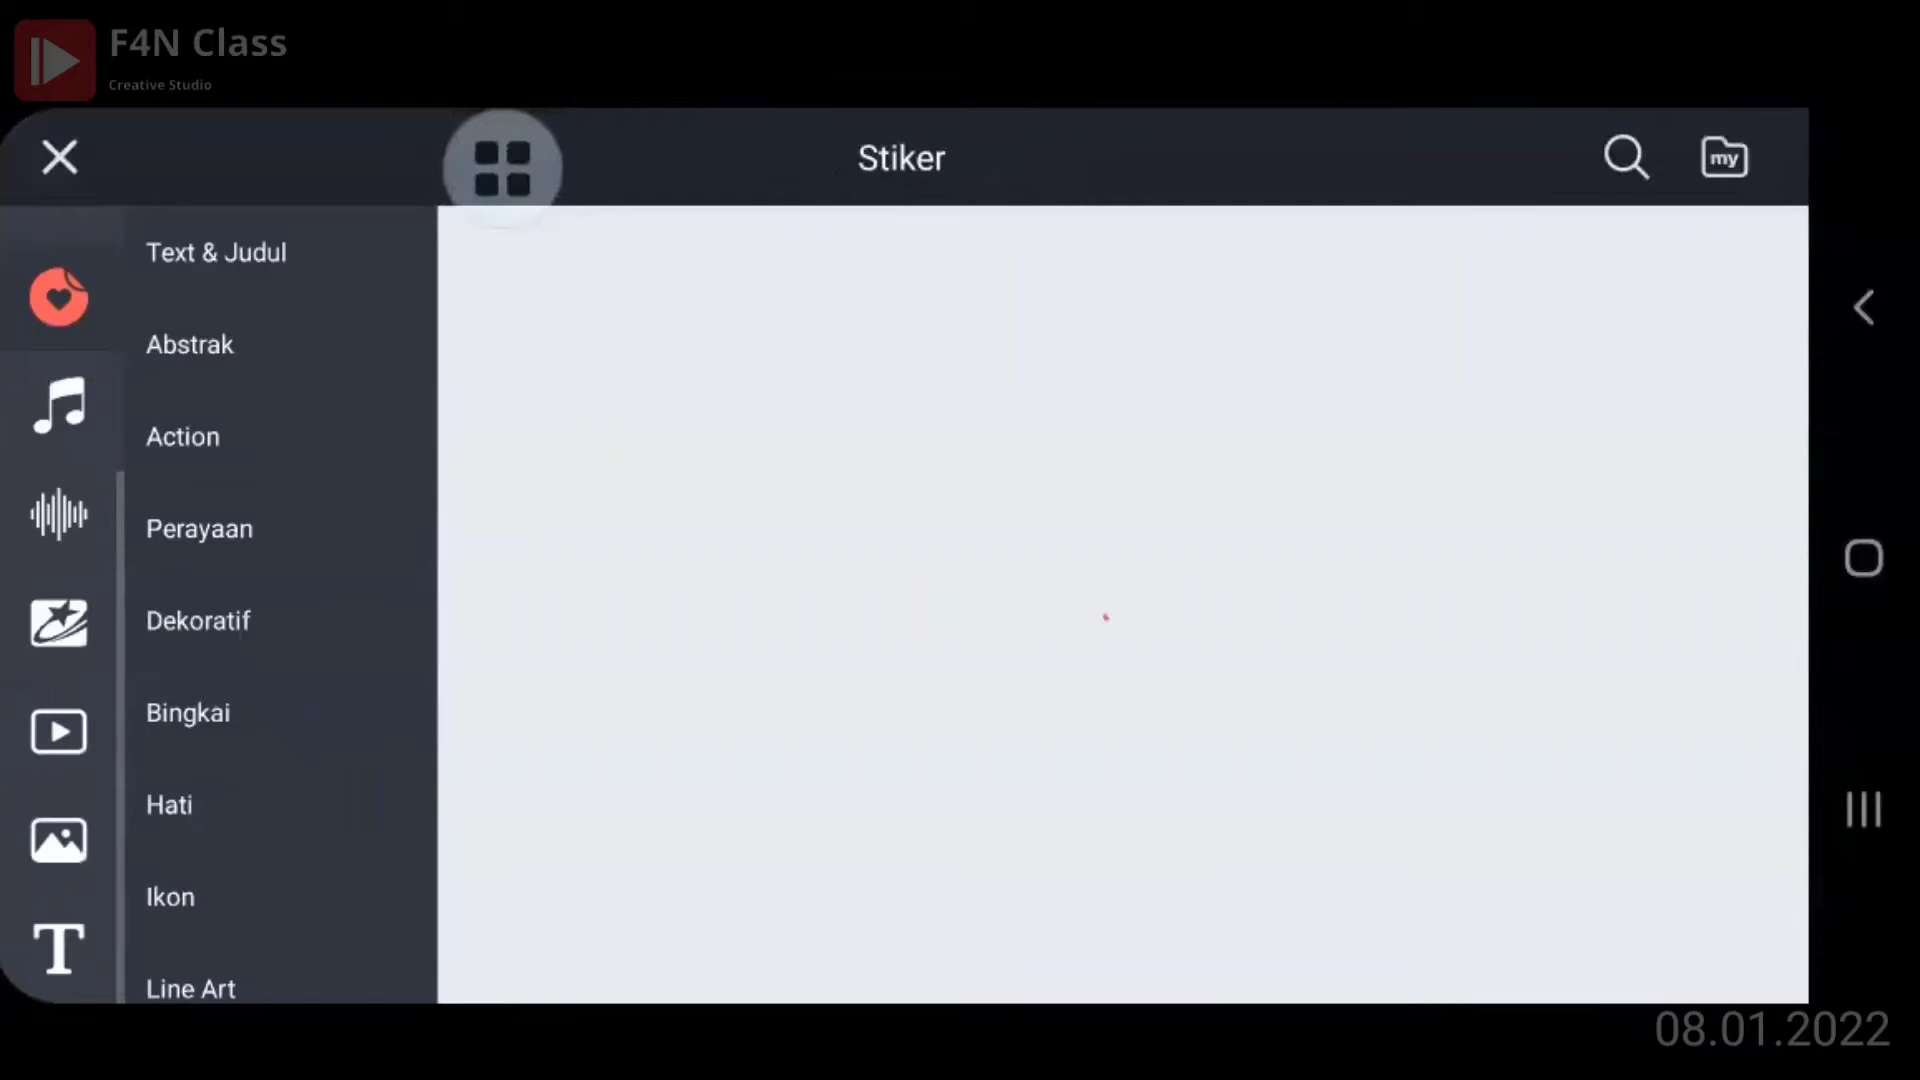 F4N Class
Creative Studio
Stiker
my
Text & Judul
Abstrak
Action
Perayaan
Dekoratif
Bingkai
Hati
Ikon
Line Art
T
08.01.2022